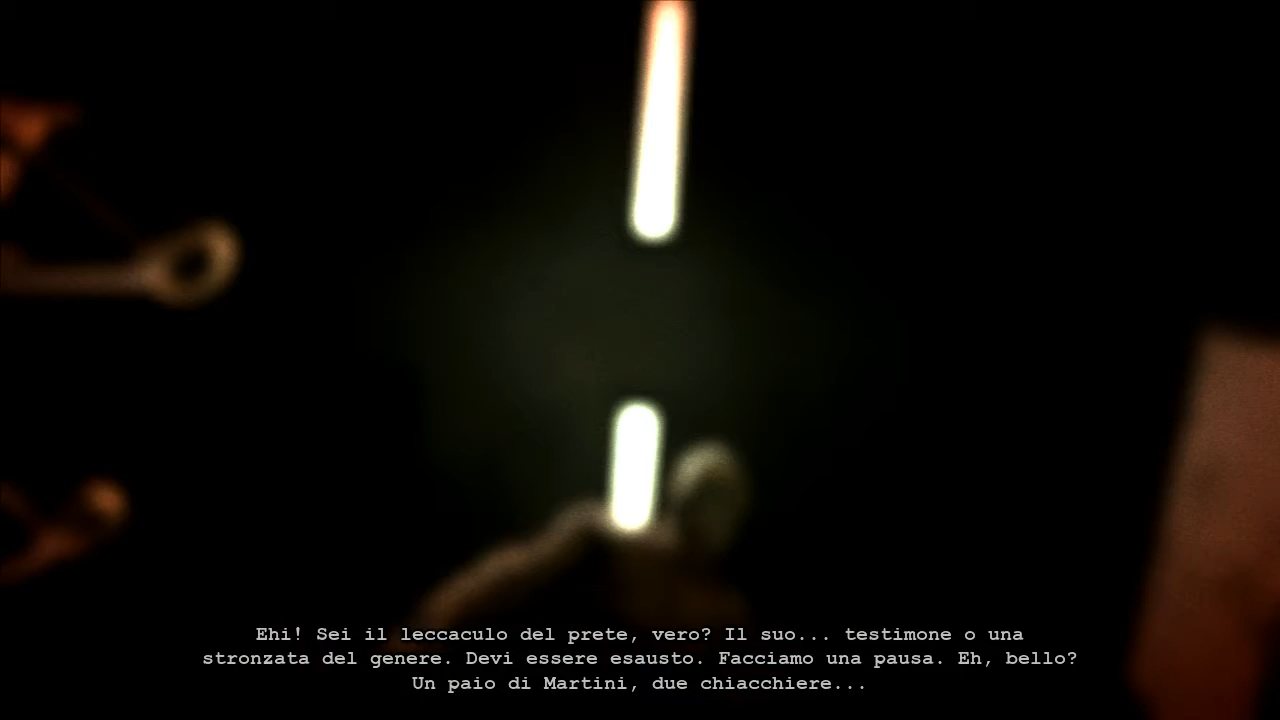 Ehi! Sei il leccaculo del prete, vero? Il suo... testimone o una
stronzata del genere. Devi essere esausto. Facciamo una pausa. Eh, bello?
Un paio di Martini, due chiacchiere...